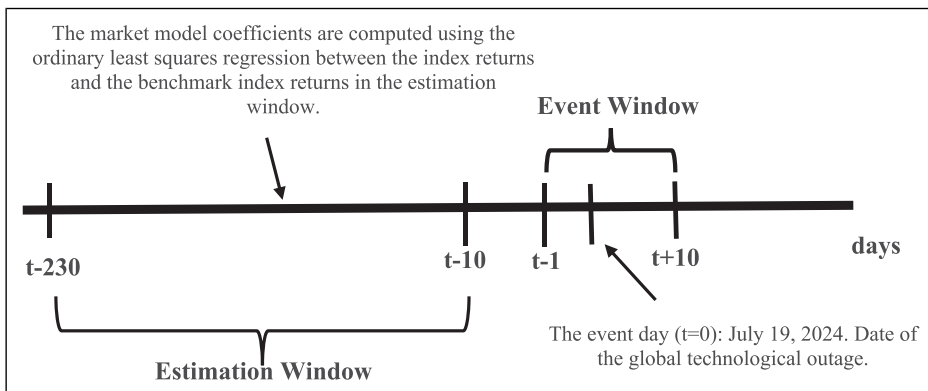 The market model coefficients are computed using the
ordinary least squares regression between the index returns
and the benchmark index returns in the estimation
window.
Event Window
t-230
t-10
t-1
t+10
days
The event day (t=0): July 19, 2024. Date of
the global technological outage.
Estimation Window